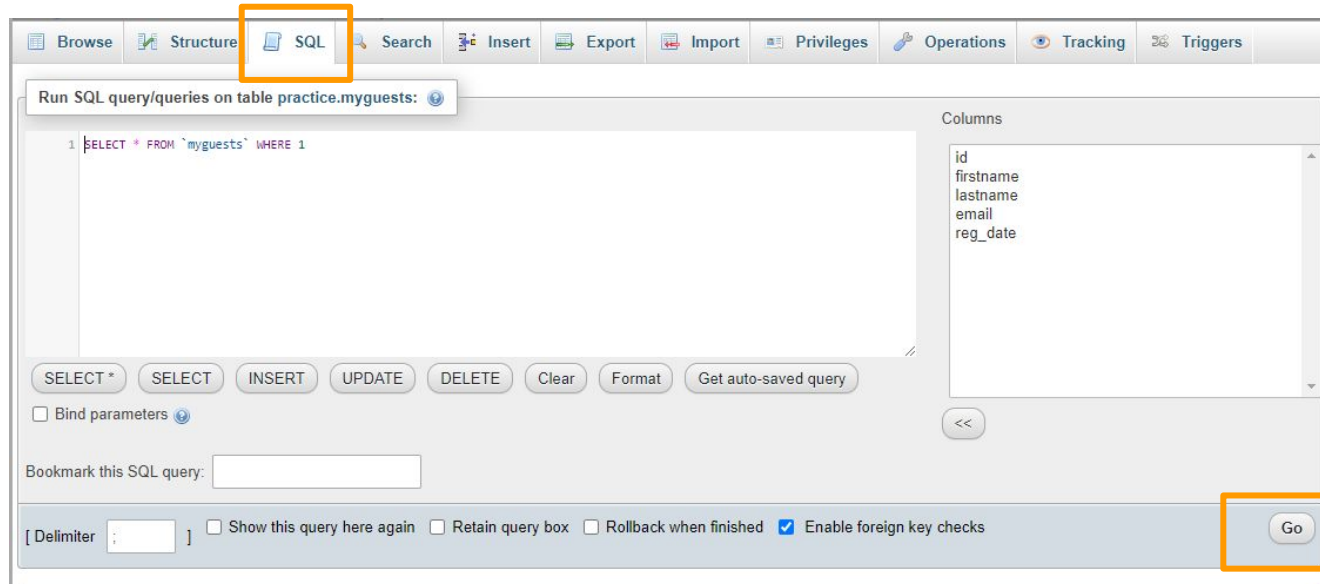 Browse Structure SQL Search Insert Export Import Privileges Operations Tracking Triggers
Run SQL query/queries on table practice.myguests:
Columns
1 SELECT * FROM `myguests` WHERE 1
id
firstname
lastname
email
reg_date
SELECT * SELECT INSERT UPDATE DELETE Clear Format Get auto-saved query
Bind parameters
<<
Bookmark this SQL query:
[ Delimiter ; ] Show this query here again Retain query box Rollback when finished Enable foreign key checks Go